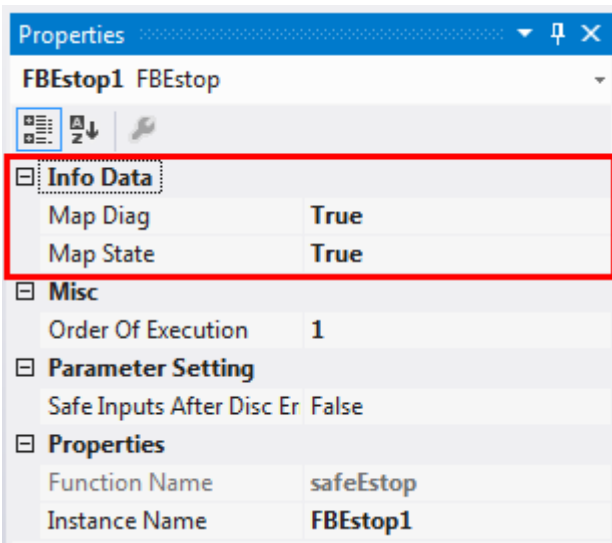 Properties
FBEstop1 FBEstop
Info Data
Map Diag True
Map State True
Misc
Order Of Execution 1
Parameter Setting
Safe Inputs After Disc Er False
Properties
Function Name safeEstop
Instance Name FBEstop1